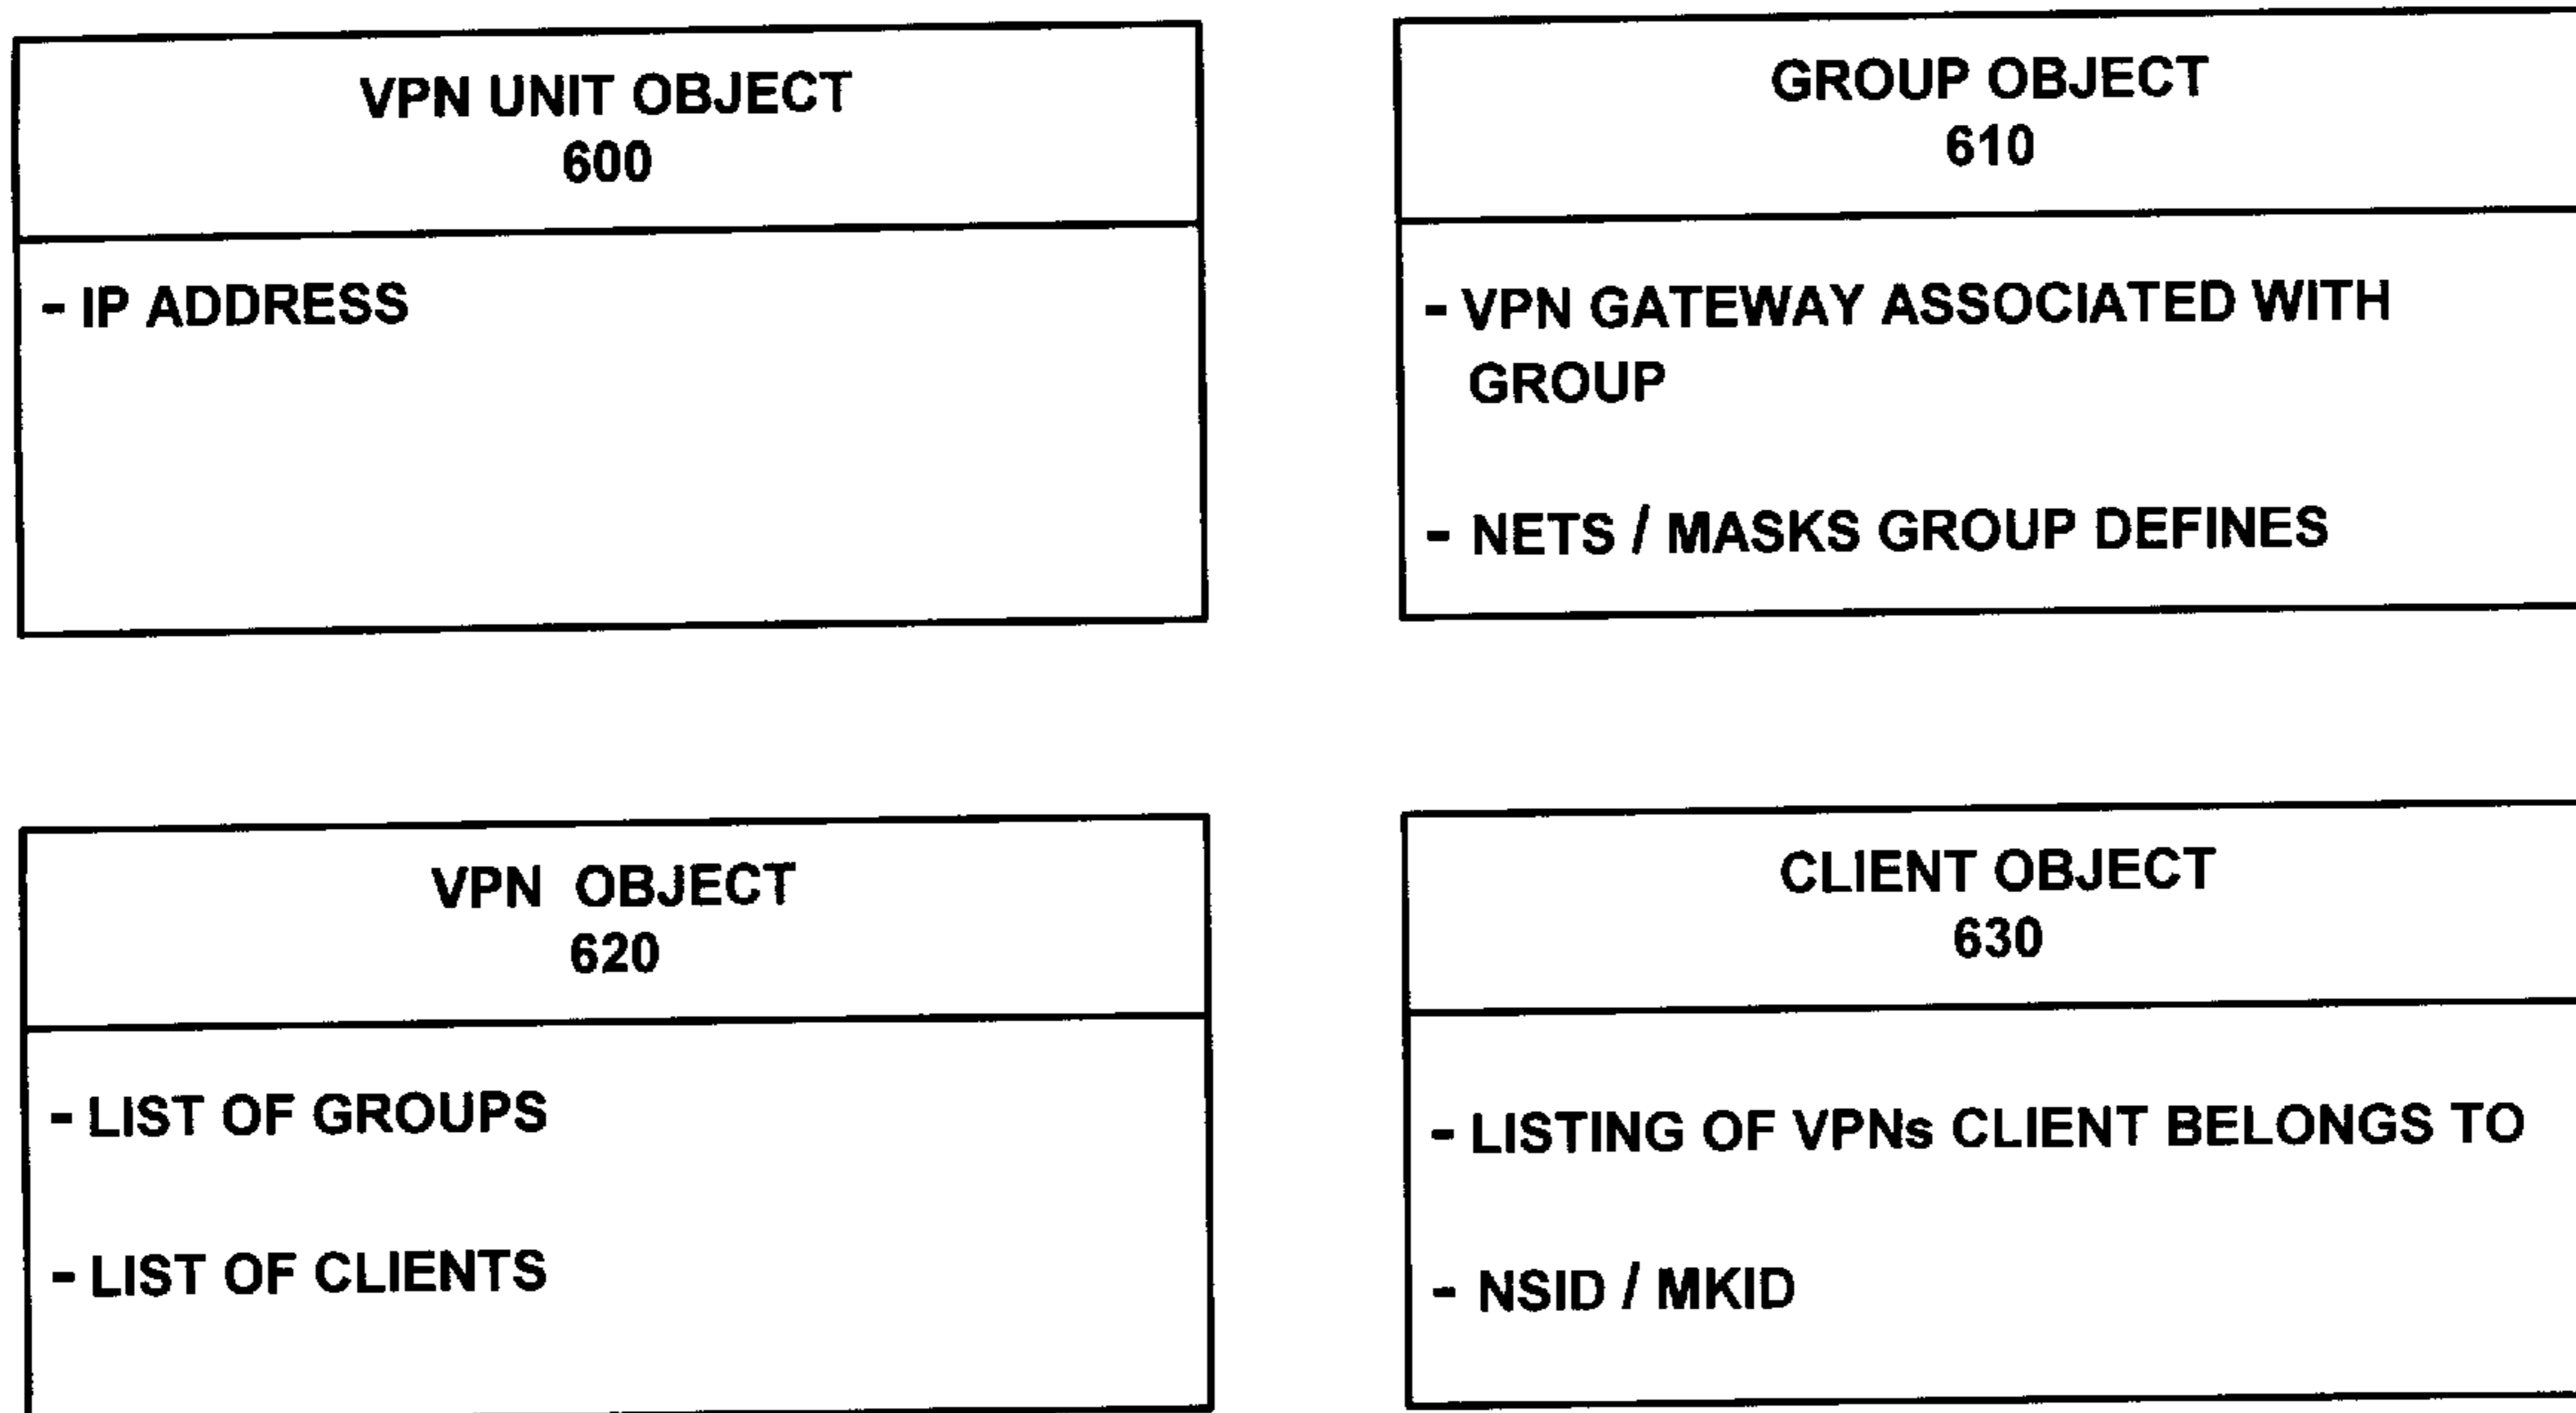 VPN UNIT OBJECT
600
- IP ADDRESS
GROUP OBJECT
610
- VPN GATEWAY ASSOCIATED WITH
GROUP
- NETS / MASKS GROUP DEFINES
VPN OBJECT
620
- LIST OF GROUPS
- LIST OF CLIENTS
CLIENT OBJECT
630
- LISTING OF VPNs CLIENT BELONGS TO
- NSID / MKID